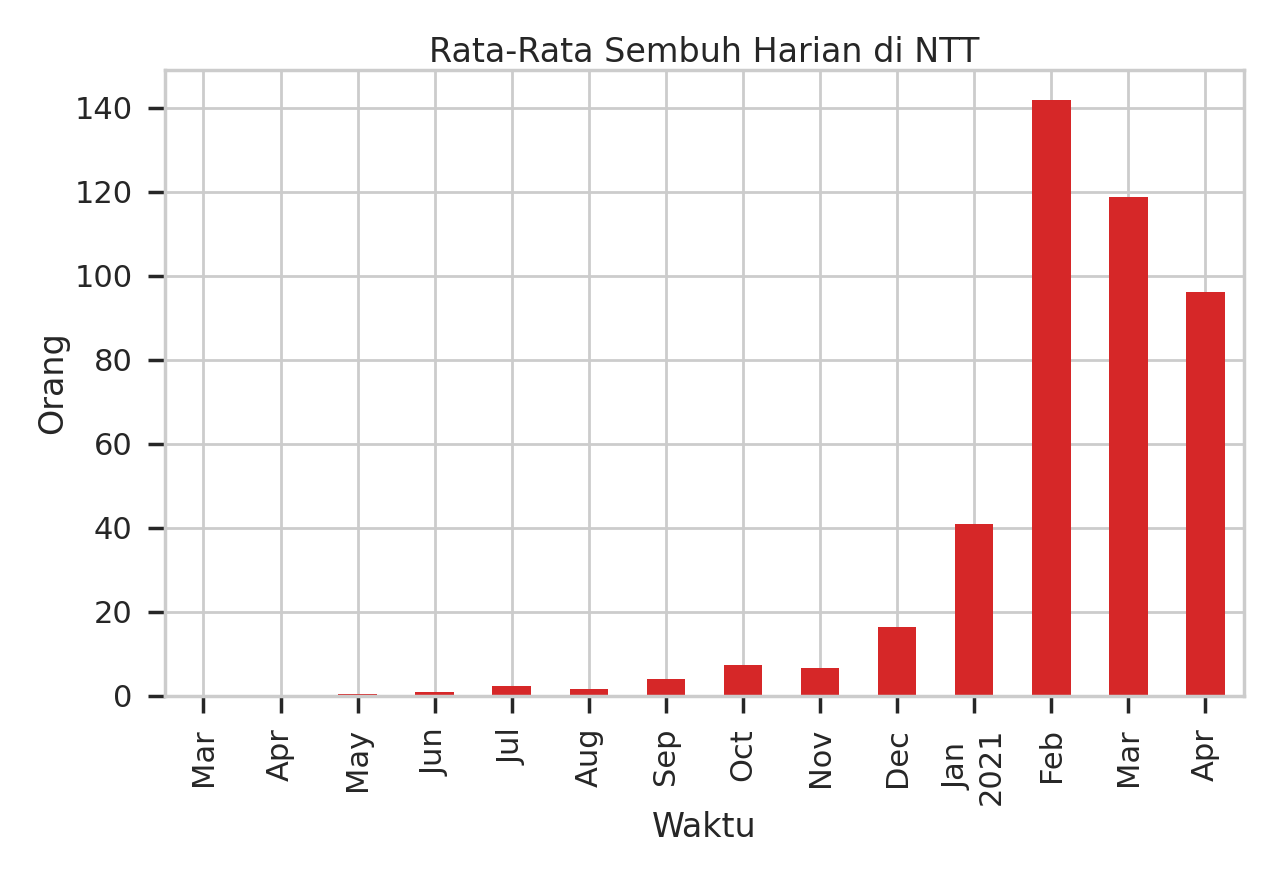 Rata-Rata Sembuh Harian di NTT
140
120
100
80
60
40
20
0
Orang
Mar
Apr
May
Jun
Jul
Aug
Sep
Oct
Nov
Dec
Jan
2021
Feb
Mar
Apr
Waktu